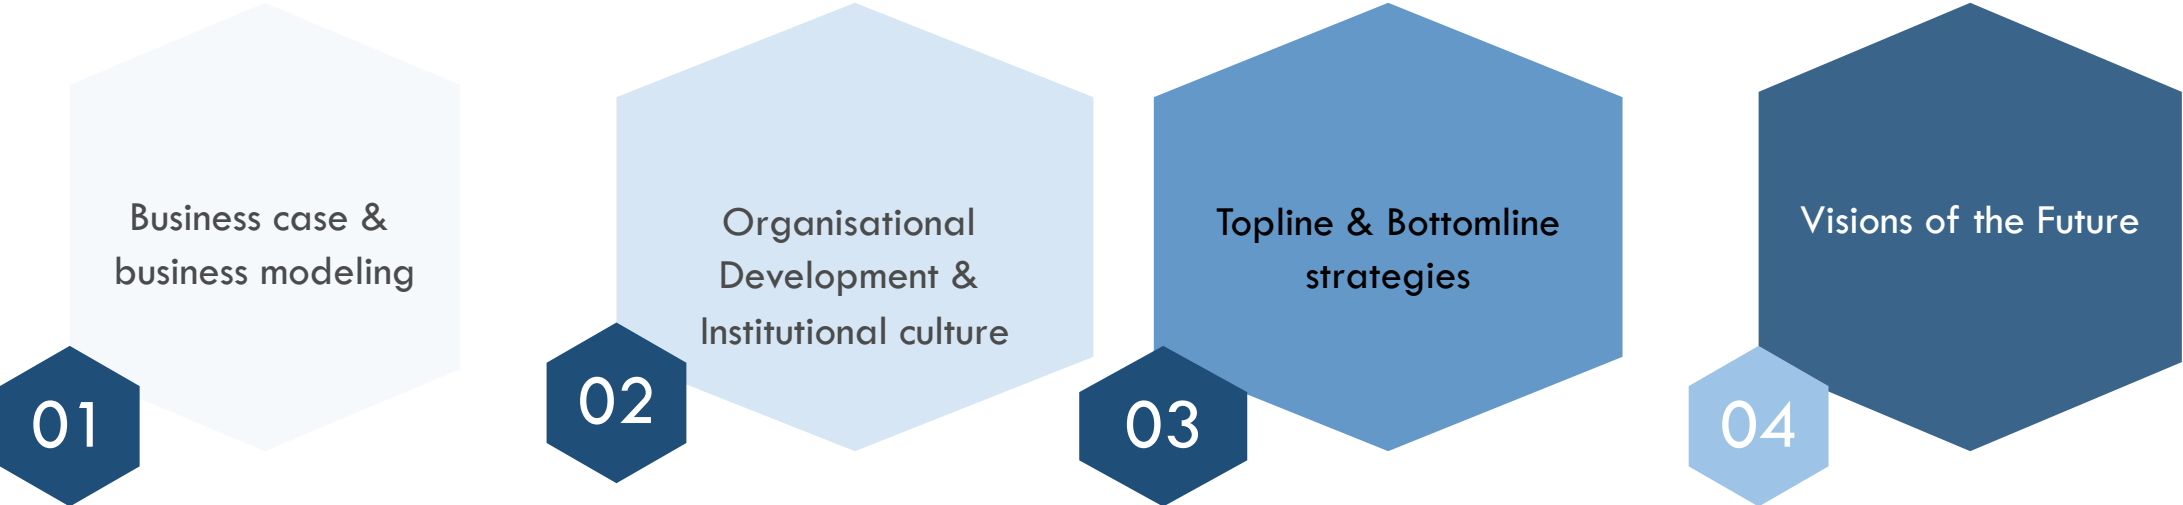 Business case &
business modeling
01
Organisational
Development &
Institutional culture
02
Topline & Bottomline
strategies
03
Visions of the Future
04